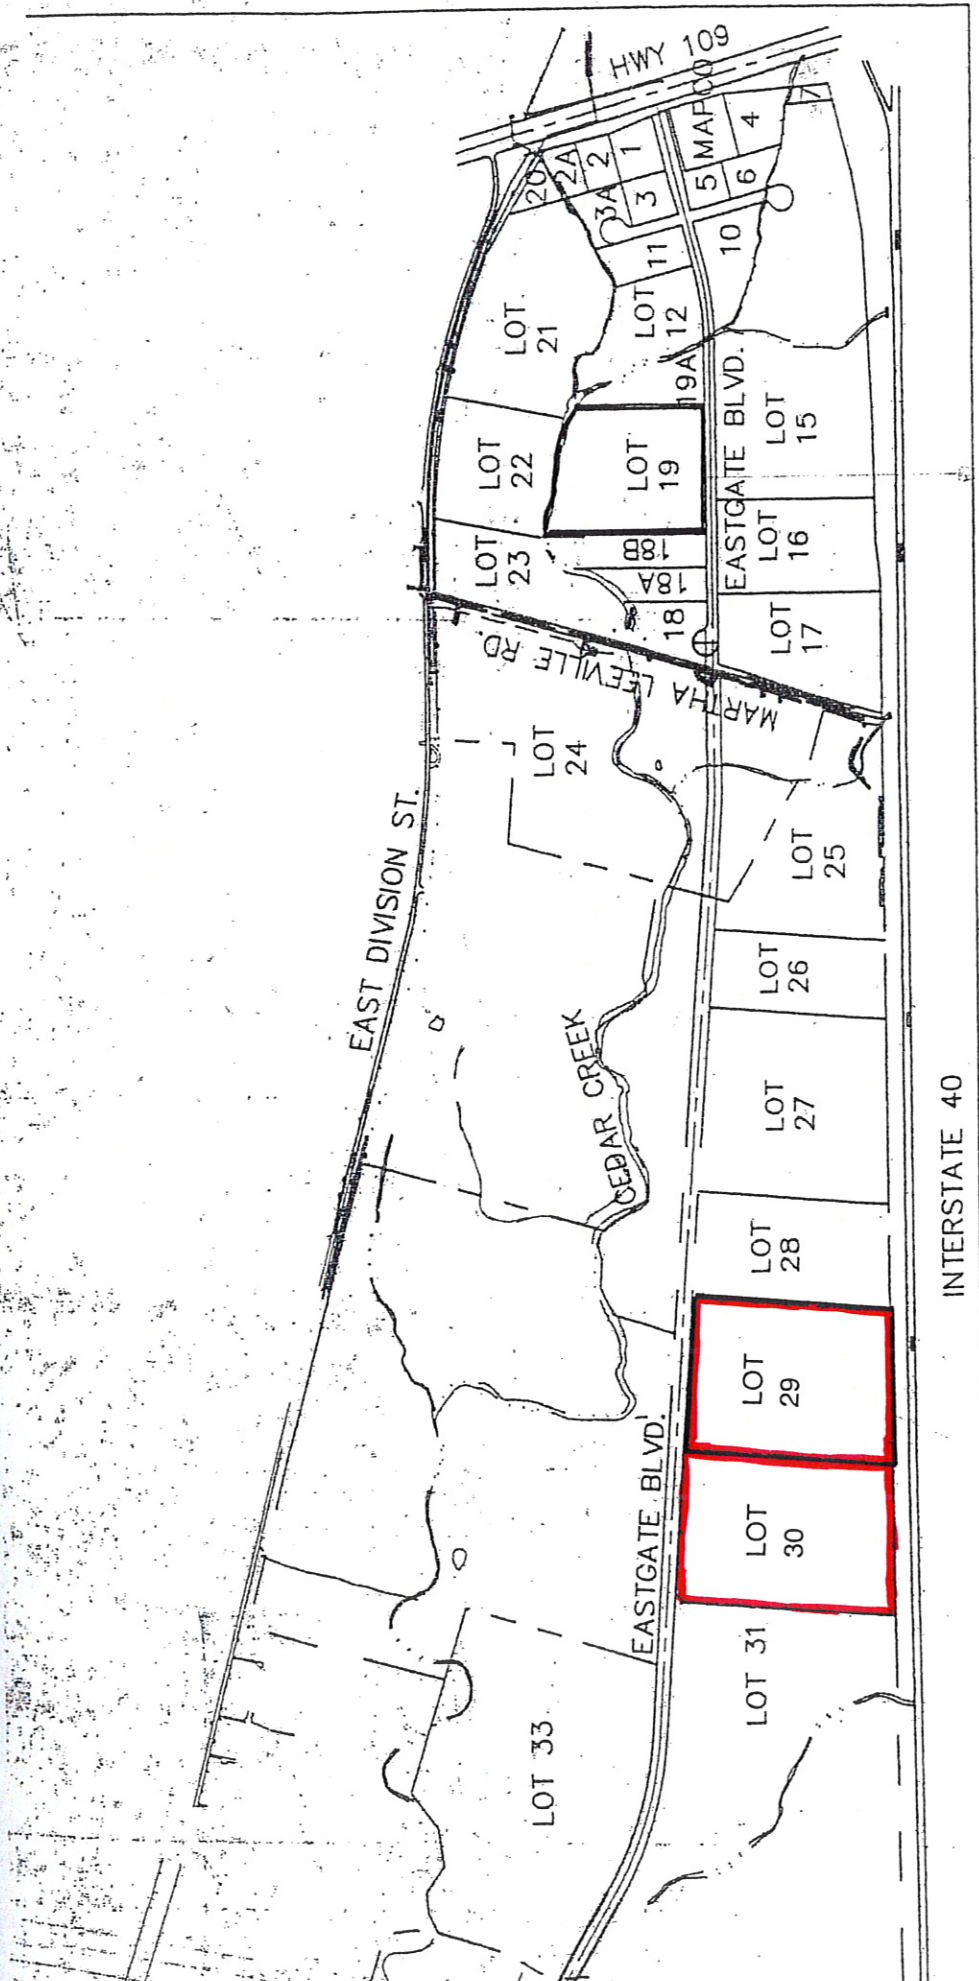 HWY 109
MAPCO
7
4
1
2
2A
20
6
5
3
3A
10
11
LOT
12
LOT
21
19A
EASTGATE BLVD.
LOT
15
LOT
19
LOT
22
18B
LOT
16
LOT
23
18A
18
LOT
17
MARTHA LEEVILLE RD.
LOT
24
LOT
25
EAST DIVISION ST.
LOT
26
CEDAR CREEK
LOT
27
INTERSTATE 40
LOT
28
LOT
29
EASTGATE BLVD.
LOT
30
LOT 31
LOT 33